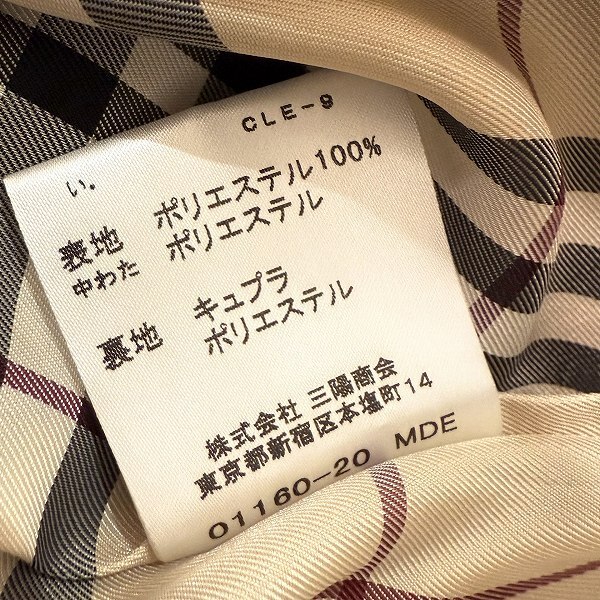 CLE-9
い。
表地 ポリエステル100%
中わた ポリエステル
裏地 キュプラ
ポリエステル
株式会社 三陽商会
東京都新宿区本塩町14
01160-20 MDE